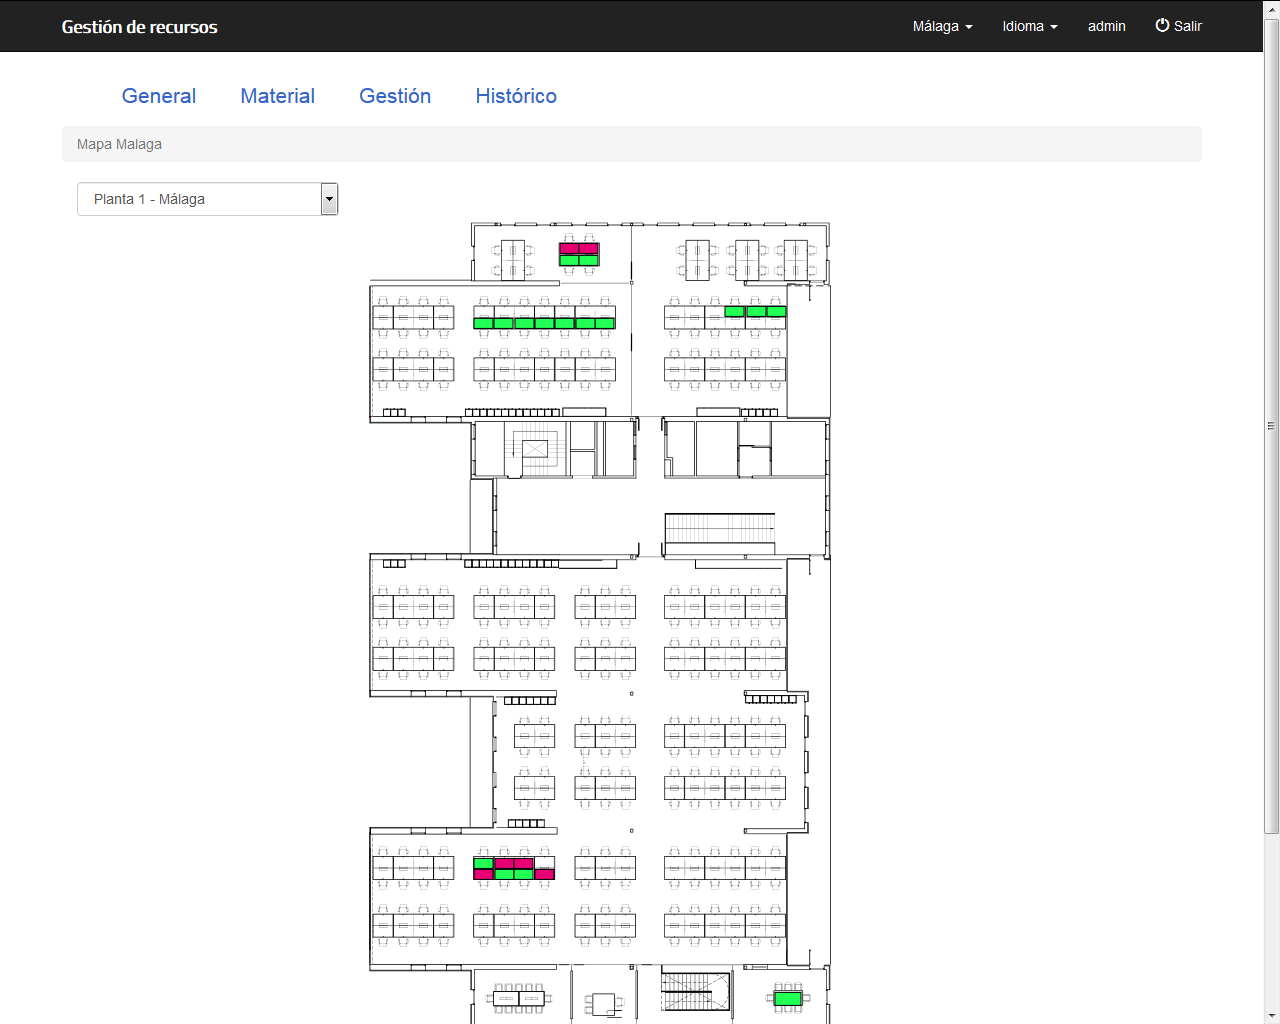 Gestión de recursos
Málaga
Idioma
admin
Salir
General
Material
Gestión
Histórico
Mapa Malaga
Planta 1 - Málaga